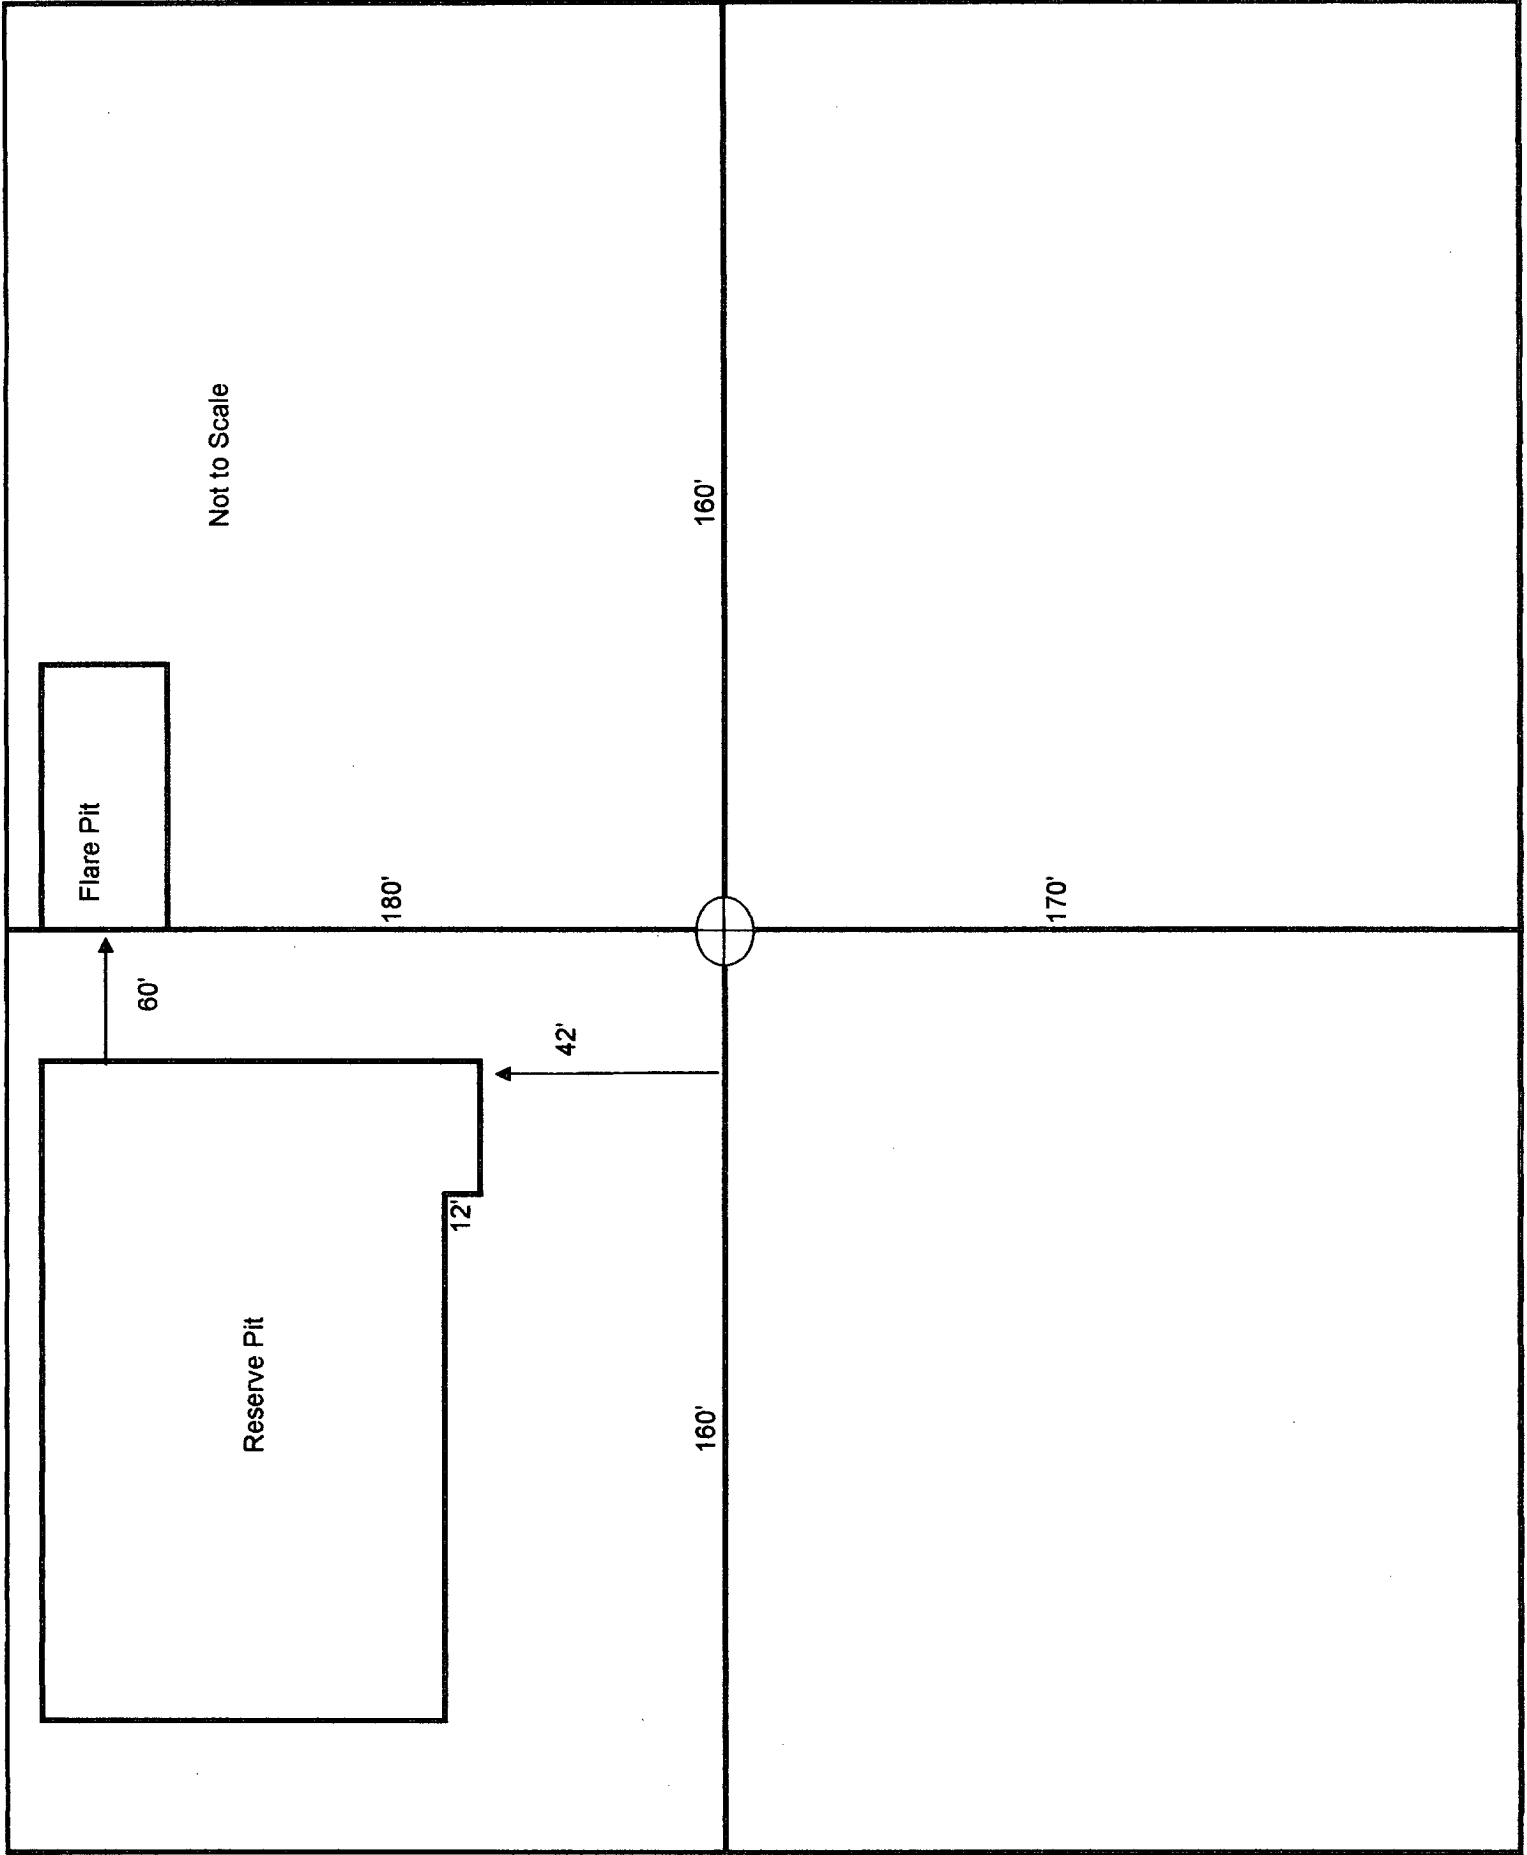 Flare Pit
Not to Scale
60'
180'
42'
160'
12'
Reserve Pit
160'
170'